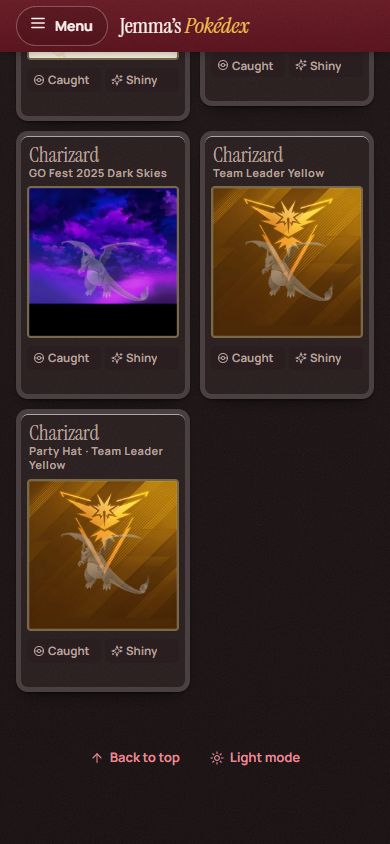 Menu Jemma's Pokédex
Caught Shiny
Caught Shiny
Charizard
GO Fest 2025 Dark Skies
Caught Shiny
Charizard
Team Leader Yellow
Caught Shiny
Charizard
Party Hat · Team Leader
Yellow
Caught Shiny
Back to top Light mode